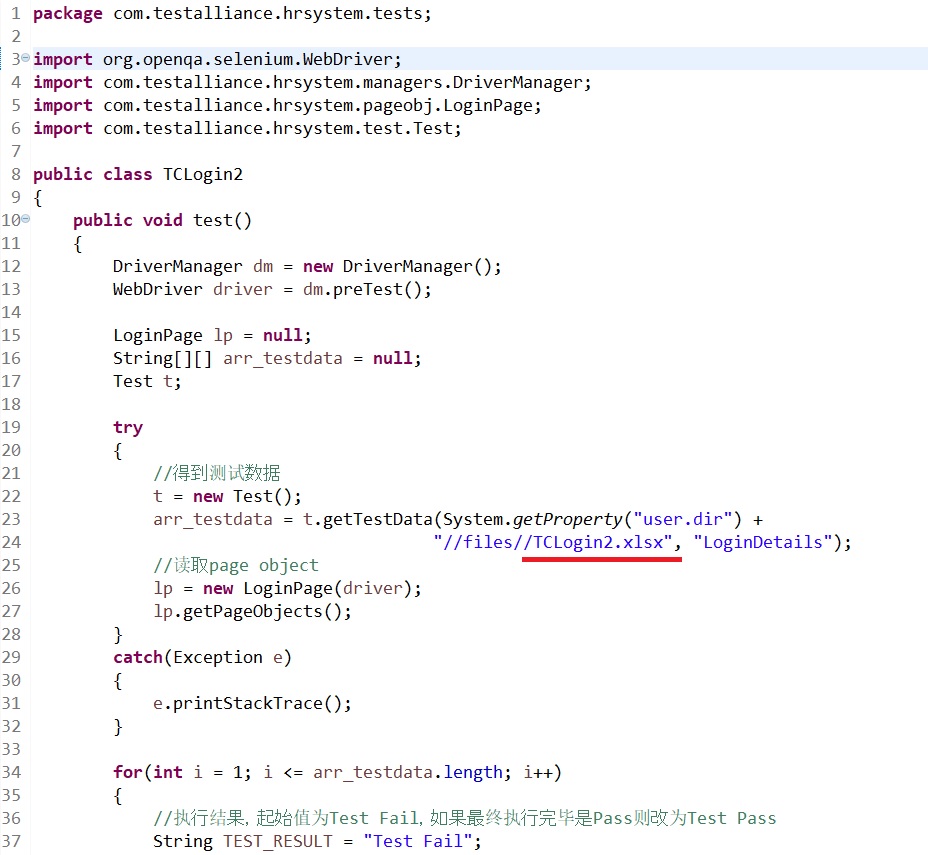 1 package com.testalliance.hrsystem.tests;
2
3 import org.openqa.selenium.WebDriver;
4 import com.testalliance.hrsystem.managers.DriverManager;
5 import com.testalliance.hrsystem.pageobj.LoginPage;
6 import com.testalliance.hrsystem.test.Test;
7
8 public class TCLogin2
9 {
10     public void test()
11     {
12         DriverManager dm = new DriverManager();
13         WebDriver driver = dm.preTest();
14
15         LoginPage lp = null;
16         String[][] arr_testdata = null;
17         Test t;
18
19         try
20         {
21             //得到测试数据
22             t = new Test();
23             arr_testdata = t.getTestData(System.getProperty("user.dir") +
24                                         "//files//TCLogin2.xlsx", "LoginDetails");
25             //读取page object
26             lp = new LoginPage(driver);
27             lp.getPageObjects();
28         }
29         catch(Exception e)
30         {
31             e.printStackTrace();
32         }
33
34         for(int i = 1; i <= arr_testdata.length; i++)
35         {
36             //执行结果, 起始值为Test Fail, 如果最终执行完毕是Pass则改为Test Pass
37             String TEST_RESULT = "Test Fail";